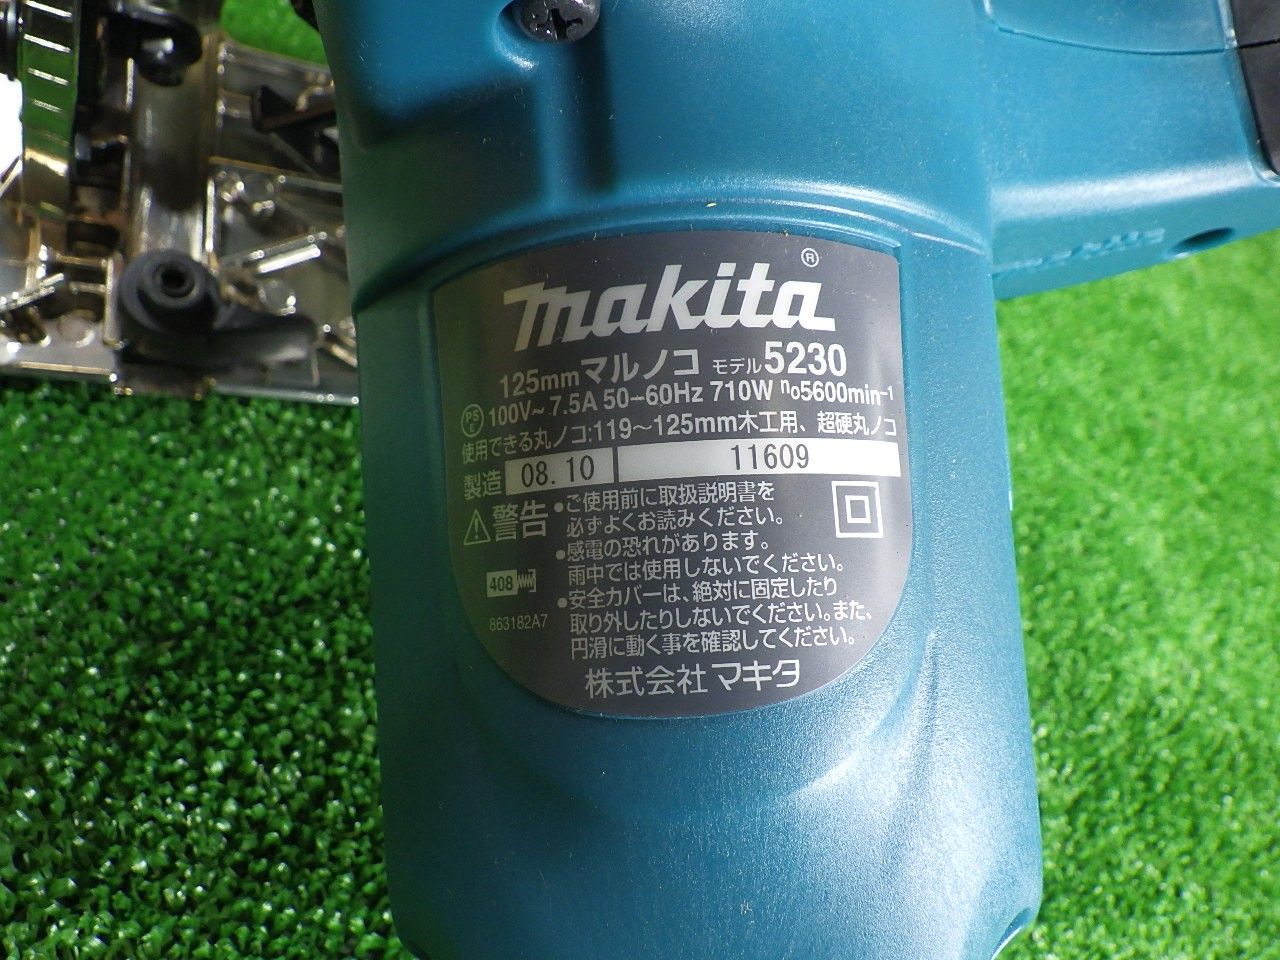 makita®
125mmマルノコ モデル5230
PS E 100V~ 7.5A 50-60Hz 710W n₀5600min⁻¹
使用できる丸ノコ:119~125mm木工用、超硬丸ノコ
製造 08.10 11609
⚠警告 •ご使用前に取扱説明書を
必ずよくお読みください。
•感電の恐れがあります。
雨中では使用しないでください。
408
•安全カバーは、絶対に固定したり
863182A7 取り外したりしないでください。また、
円滑に動く事を確認してください。
株式会社マキタ